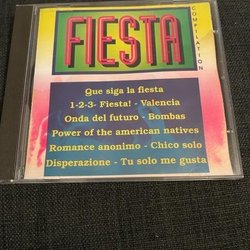 FIESTA
COMPILATION
Que siga la fiesta
1-2-3- Fiesta! - Valencia
Onda del futuro - Bombas
Power of the american natives
Romance anonimo - Chico solo
Disperazione - Tu solo me gusta